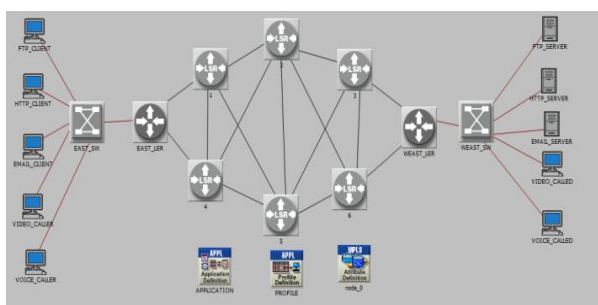 FTP_CLIENT
HTTP_CLIENT
EMAIL_CLIENT
VIDEO_CALLER
VOICE_CALLER
EAST_SW
EAST_LER
LSR
1
LSR
2
LSR
3
LSR
4
LSR
5
LSR
6
WEAST_LER
WEAST_SW
FTP_SERVER
HTTP_SERVER
EMAIL_SERVER
VIDEO_CALLED
VOICE_CALLED
APPL
Application
Definition
APPLICATION
APPL
Profile
Definition
PROFILE
MPLS
Attribute
Definition
node_0